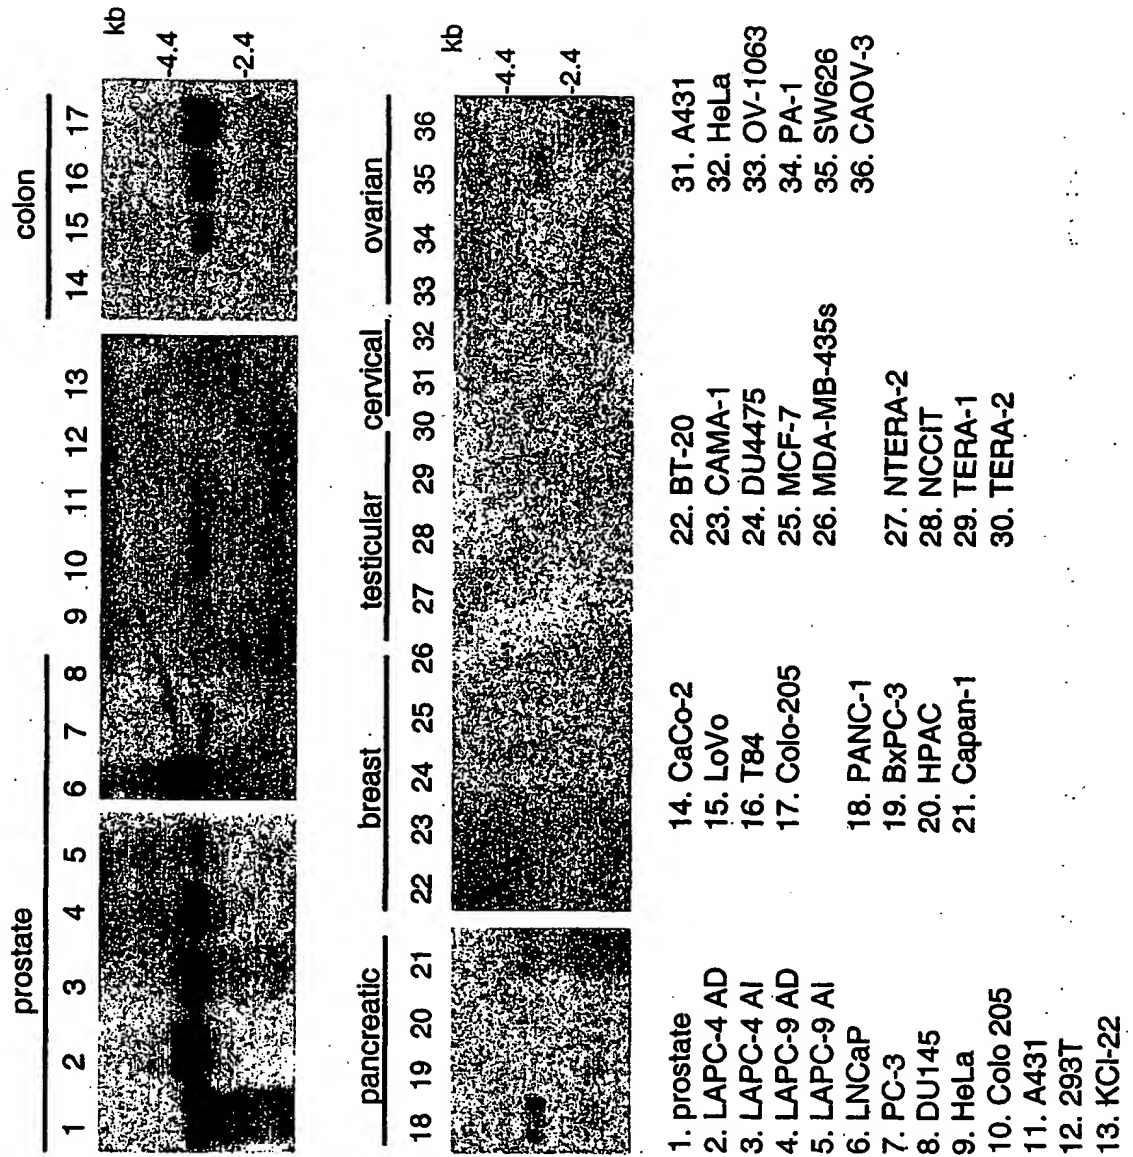 prostate
colon
1 2 3 4 5 6 7 8 9 10 11 12 13 14 15 16 17
kb
-4.4
-2.4
pancreatic
breast
testicular
cervical
ovarian
18 19 20 21 22 23 24 25 26 27 28 29 30 31 32 33 34 35 36
kb
-4.4
-2.4
1. prostate
2. LAPC-4 AD
3. LAPC-4 AI
4. LAPC-9 AD
5. LAPC-9 AI
6. LNCaP
7. PC-3
8. DU145
9. HeLa
10. Colo 205
11. A431
12. 293T
13. KCl-22
14. CaCo-2
15. LoVo
16. T84
17. Colo-205
18. PANC-1
19. BxPC-3
20. HPAC
21. Capan-1
22. BT-20
23. CAMA-1
24. DU4475
25. MCF-7
26. MDA-MB-435s
27. NTERA-2
28. NCCIT
29. TERA-1
30. TERA-2
31. A431
32. HeLa
33. OV-1063
34. PA-1
35. SW626
36. CAOV-3